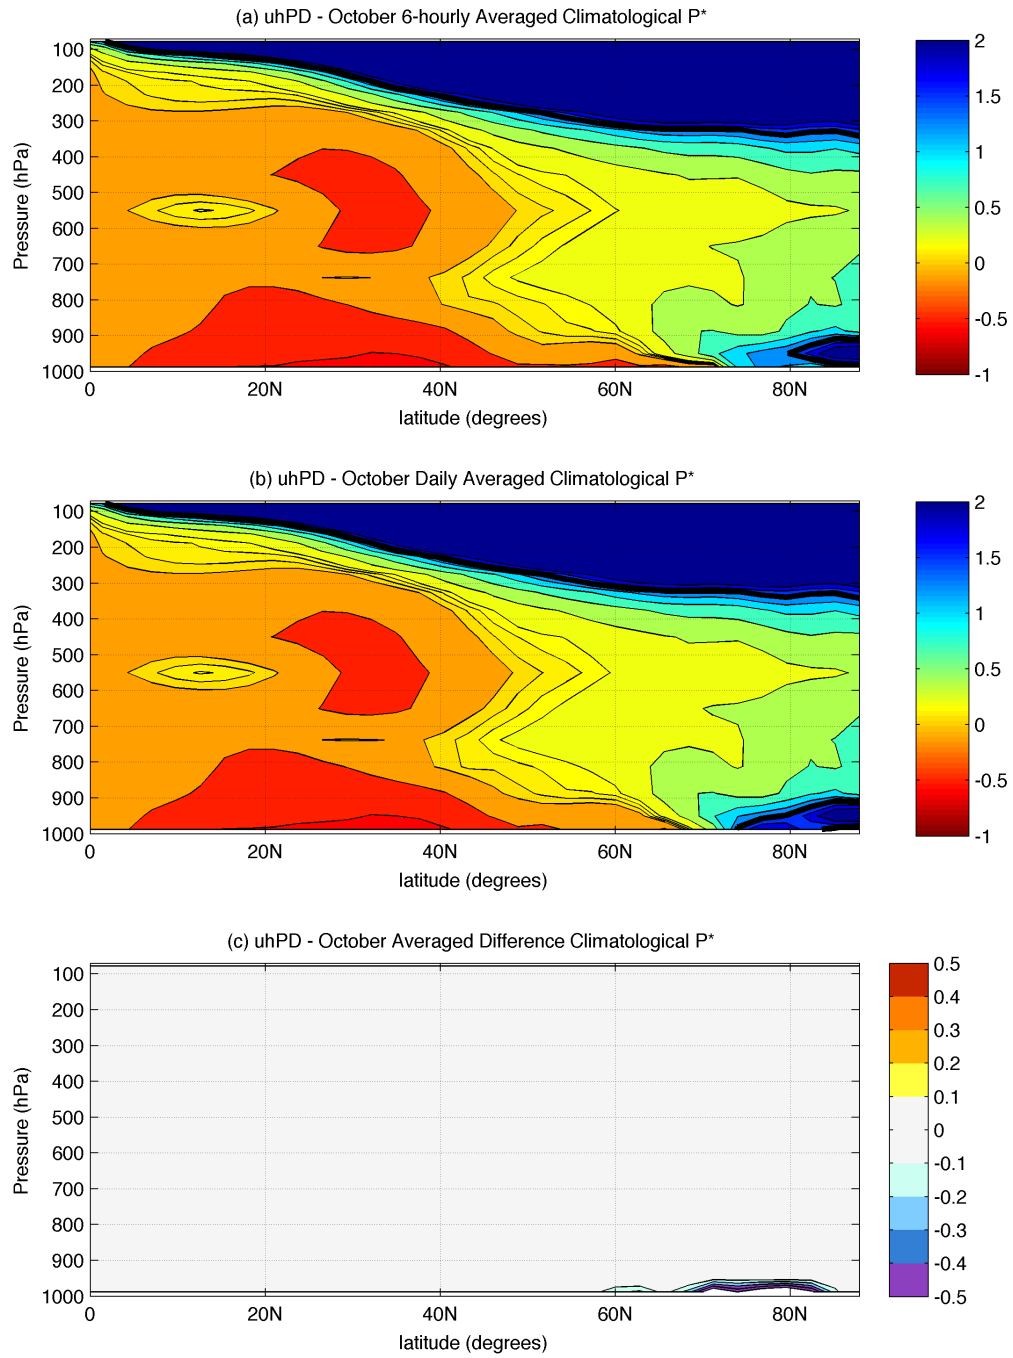 (a) uhPD - October 6-hourly Averaged Climatological P*
100
200
300
400
500
600
700
800
900
1000
Pressure (hPa)
0
20N
40N
60N
80N
latitude (degrees)
2
1.5
1
0.5
0
-0.5
-1
(b) uhPD - October Daily Averaged Climatological P*
100
200
300
400
500
600
700
800
900
1000
Pressure (hPa)
0
20N
40N
60N
80N
latitude (degrees)
2
1.5
1
0.5
0
-0.5
-1
(c) uhPD - October Averaged Difference Climatological P*
100
200
300
400
500
600
700
800
900
1000
Pressure (hPa)
0
20N
40N
60N
80N
latitude (degrees)
0.5
0.4
0.3
0.2
0.1
0
-0.1
-0.2
-0.3
-0.4
-0.5